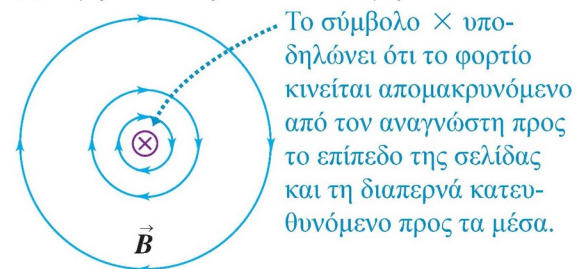 Το σύμβολο × υπο-
δηλώνει ότι το φορτίο
κινείται απομακρυνόμενο
από τον αναγνώστη προς
το επίπεδο της σελίδας
και τη διαπερνά κατευ-
θυνόμενο προς τα μέσα.
B⃗